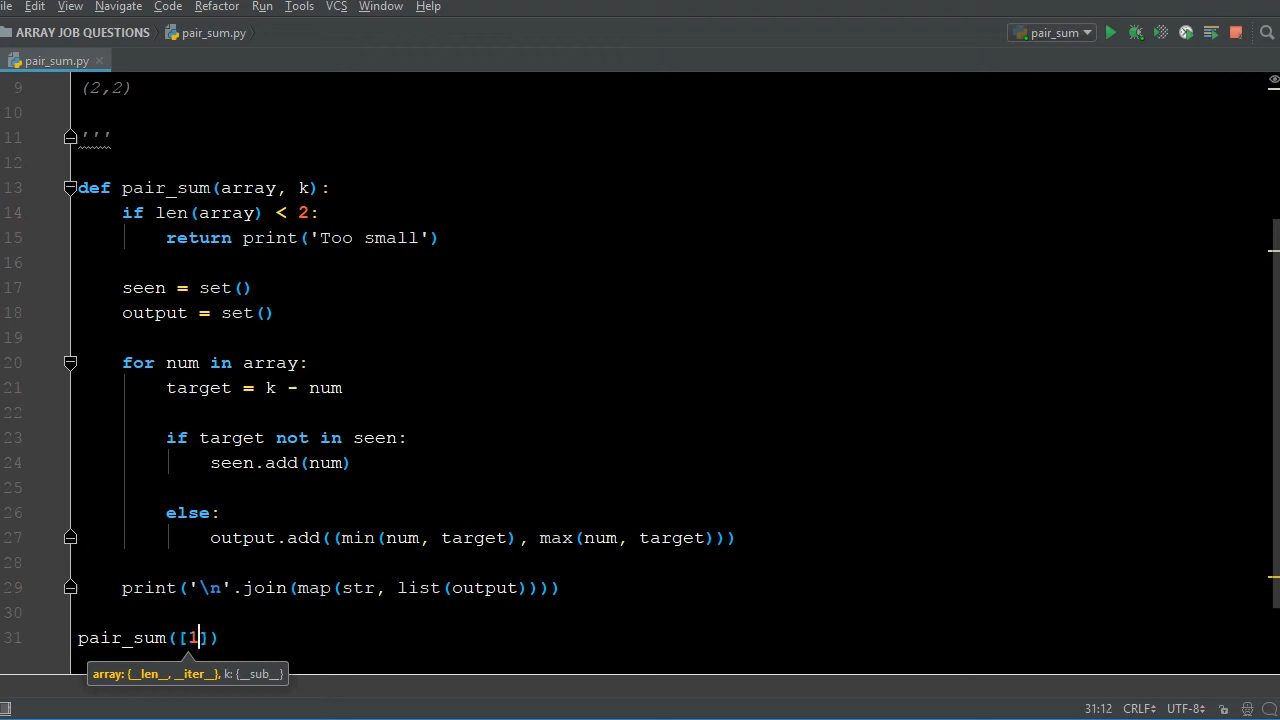 ile Edit View Navigate Code Refactor Run Tools VCS Window Help
ARRAY JOB QUESTIONS pair_sum.py pair_sum
pair_sum.py
9 (2,2)
10
11 '''
12
13 def pair_sum(array, k):
14 if len(array) < 2:
15 return print('Too small')
16
17 seen = set()
18 output = set()
19
20 for num in array:
21 target = k - num
22
23 if target not in seen:
24 seen.add(num)
25
26 else:
27 output.add((min(num, target), max(num, target)))
28
29 print('\n'.join(map(str, list(output))))
30
31 pair_sum([1])
array: {__len__, __iter__}, k: {__sub__}
31:12 CRLF UTF-8